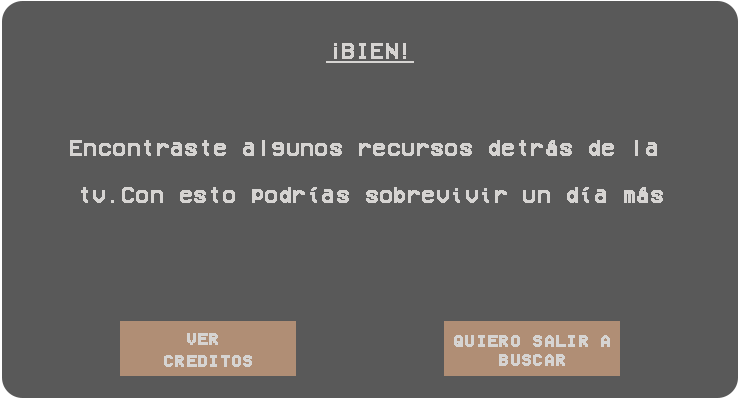 ¡BIEN!
Encontraste algunos recursos detrás de la
tv.Con esto podrías sobrevivir un día más
VER
CREDITOS
QUIERO SALIR A
BUSCAR